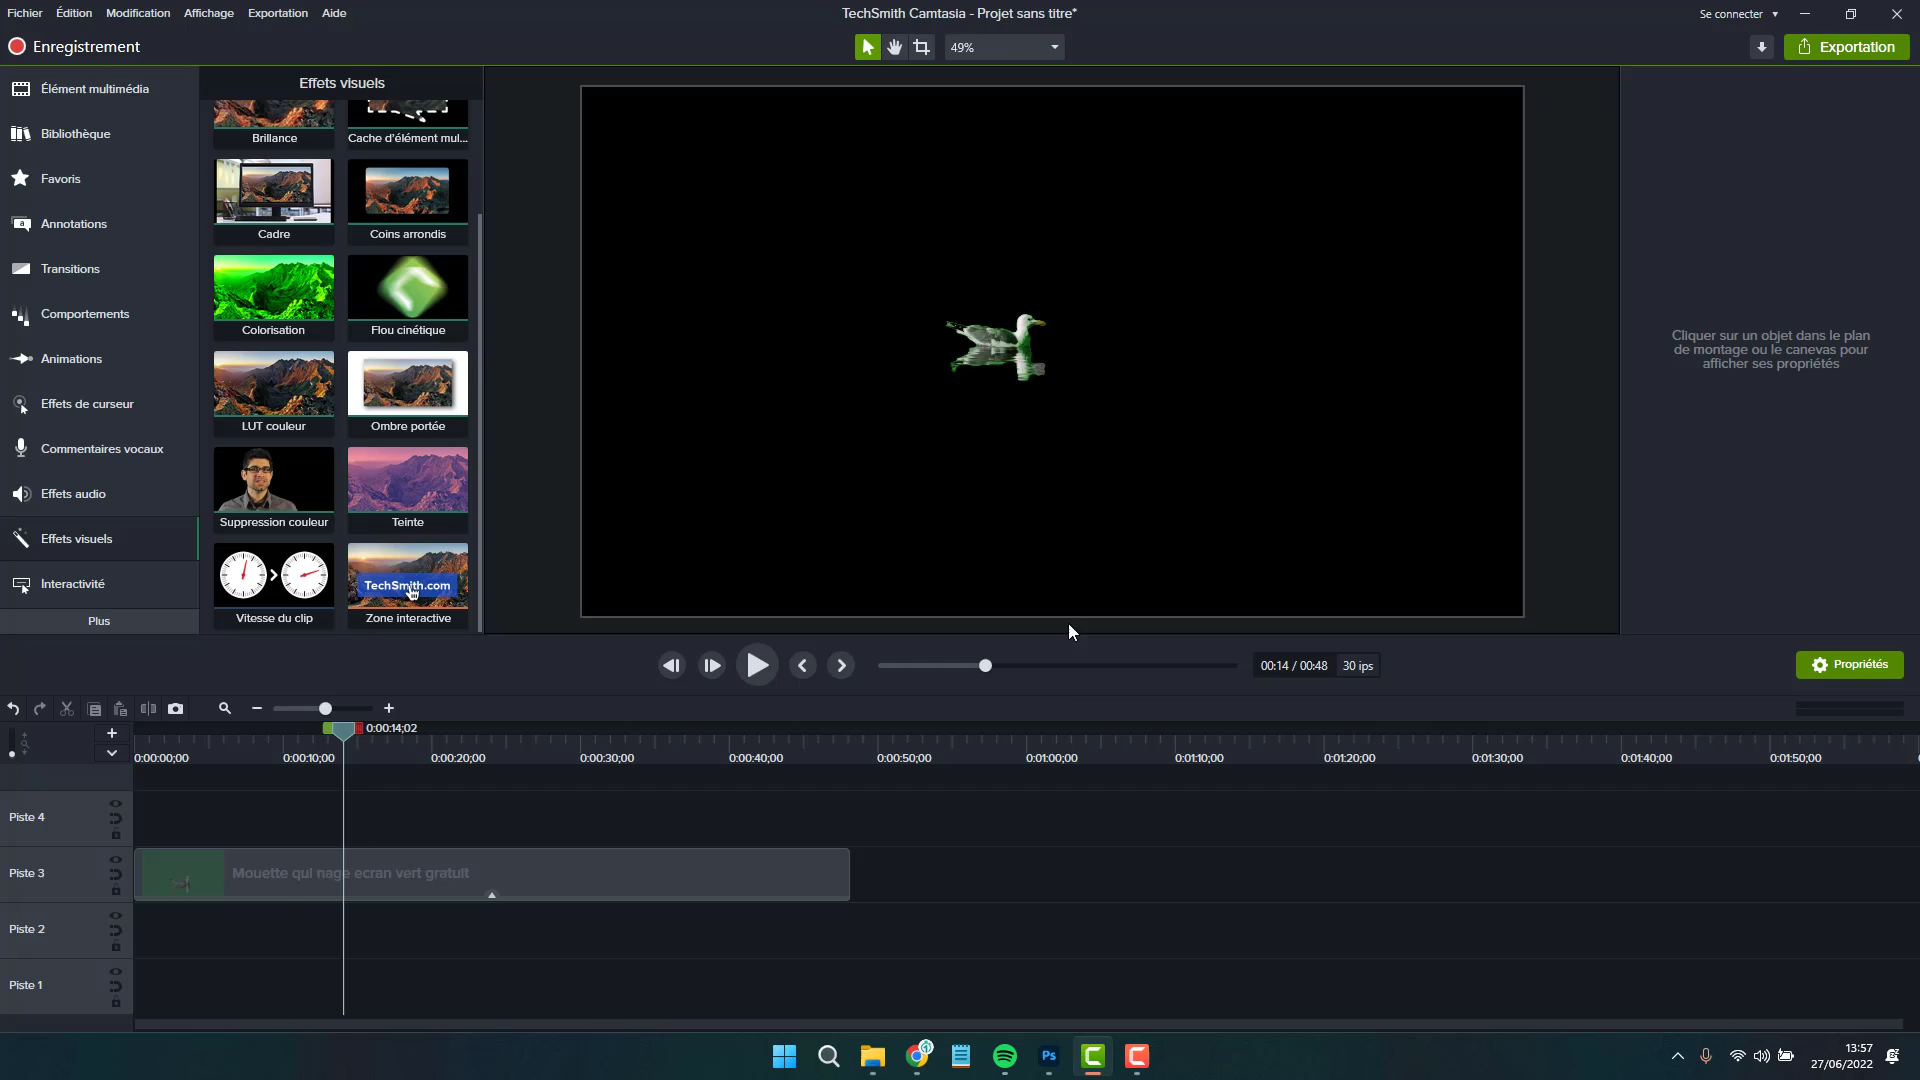 Fichier Édition Modification Affichage Exportation Aide
TechSmith Camtasia - Projet sans titre*
Se connecter
Enregistrement
49%
Exportation
Élément multimédia
Bibliothèque
Favoris
Annotations
Transitions
Comportements
Animations
Effets de curseur
Commentaires vocaux
Effets audio
Effets visuels
Interactivité
Plus
Effets visuels
Brillance
Cache d'élément mul...
Cadre
Coins arrondis
Colorisation
Flou cinétique
LUT couleur
Ombre portée
Suppression couleur
Teinte
TechSmith.com
Vitesse du clip
Zone interactive
Cliquer sur un objet dans le plan
de montage ou le canevas pour
afficher ses propriétés
00:14 / 00:48 30 ips
Propriétés
0:00:14;02
0:00:00;00 0:00:10;00 0:00:20;00 0:00:30;00 0:00:40;00 0:00:50;00 0:01:00;00 0:01:10;00 0:01:20;00 0:01:30;00 0:01:40;00 0:01:50;00
Piste 4
Piste 3
Mouette qui nage ecran vert gratuit
Piste 2
Piste 1
Ps
13:57
27/06/2022